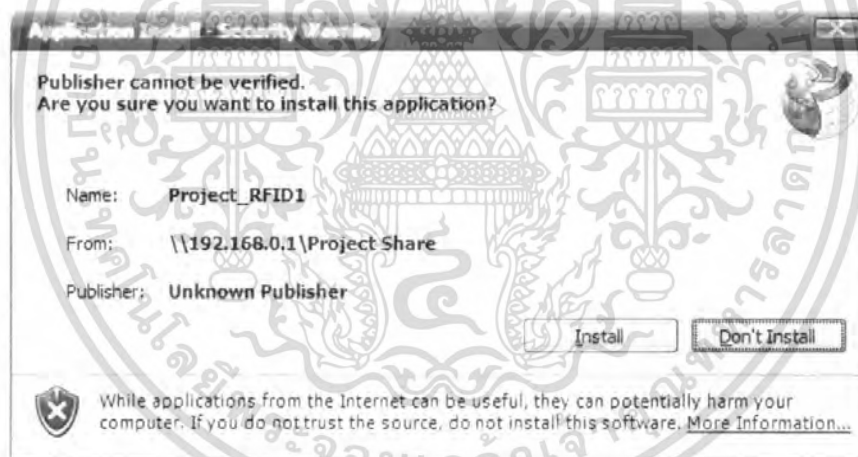 Application Install - Security Warning
Publisher cannot be verified.
Are you sure you want to install this application?
Name: Project_RFID1
From: \\192.168.0.1\Project Share
Publisher: Unknown Publisher
Install Don't Install
While applications from the Internet can be useful, they can potentially harm your
computer. If you do not trust the source, do not install this software. More Information...